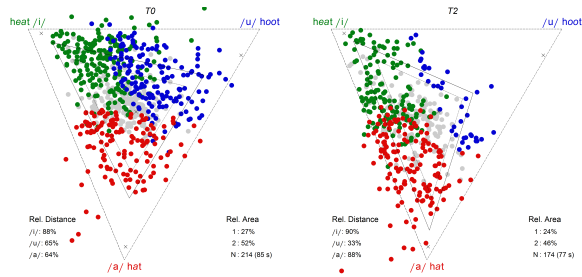 T0
heat /i/
/u/ hoot
Rel. Distance
/i/: 88%
/u/: 65%
/a/: 64%
Rel. Area
1 : 27%
2 : 52%
N : 214 (85 s)
/a/ hat
T2
heat /i/
/u/ hoot
Rel. Distance
/i/: 90%
/u/: 33%
/a/: 88%
Rel. Area
1 : 24%
2 : 46%
N : 174 (77 s)
/a/ hat